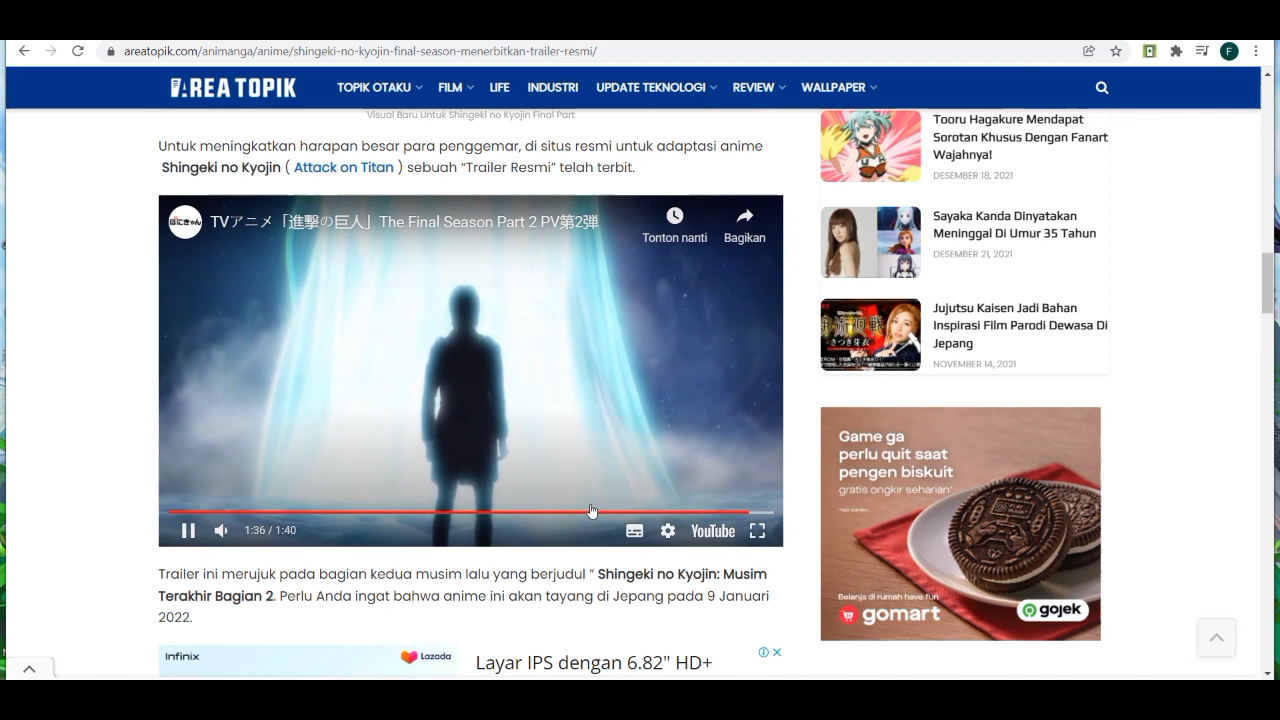 areatopik.com/animanga/anime/shingeki-no-kyojin-final-season-menerbitkan-trailer-resmi/
F
AREA TOPIK
TOPIK OTAKU
FILM
LIFE
INDUSTRI
UPDATE TEKNOLOGI
REVIEW
WALLPAPER
Visual Baru Untuk Shingeki no Kyojin Final Part
Untuk meningkatkan harapan besar para penggemar, di situs resmi untuk adaptasi anime
Shingeki no Kyojin ( Attack on Titan ) sebuah “Trailer Resmi” telah terbit.
ぽにきゃん
TVアニメ「進撃の巨人」The Final Season Part 2 PV第2弾
Tonton nanti
Bagikan
1:36 / 1:40
YouTube
Trailer ini merujuk pada bagian kedua musim lalu yang berjudul ” Shingeki no Kyojin: Musim
Terakhir Bagian 2. Perlu Anda ingat bahwa anime ini akan tayang di Jepang pada 9 Januari
2022.
Infinix
Lazada
Layar IPS dengan 6.82" HD+
Tooru Hagakure Mendapat
Sorotan Khusus Dengan Fanart
Wajahnya!
DESEMBER 18, 2021
Sayaka Kanda Dinyatakan
Meninggal Di Umur 35 Tahun
DESEMBER 21, 2021
Jujutsu Kaisen Jadi Bahan
Inspirasi Film Parodi Dewasa Di
Jepang
NOVEMBER 14, 2021
Game ga
perlu quit saat
pengen biskuit
gratis ongkir seharian*
Belanja di rumah have fun,
gomart
gojek